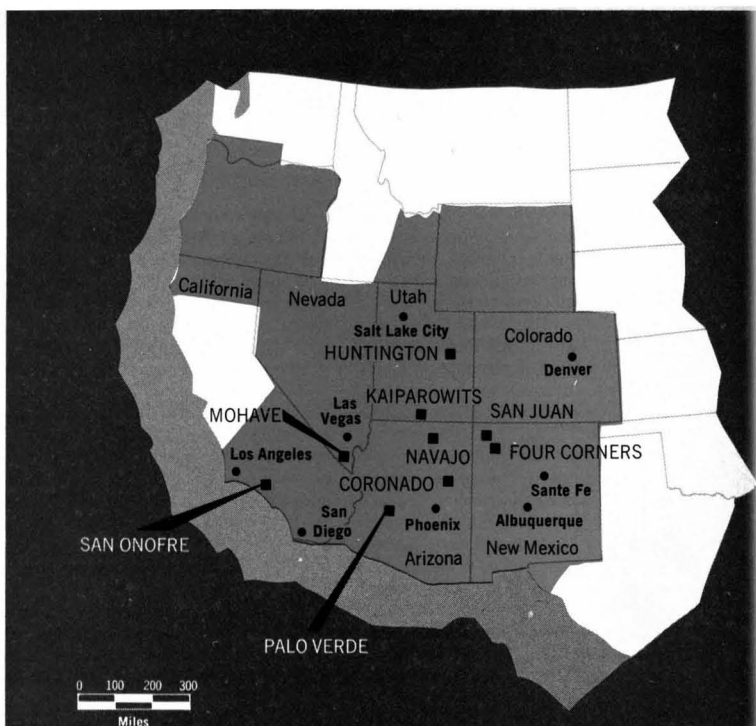 California
Nevada
Utah
Salt Lake City
Colorado
HUNTINGTON
Denver
KAIPAROWITS
MOHAVE
Las
Vegas
SAN JUAN
Los Angeles
NAVAJO
FOUR CORNERS
CORONADO
Sante Fe
San
Diego
Phoenix
Albuquerque
SAN ONOFRE
Arizona
New Mexico
PALO VERDE
0 100 200 300
Miles